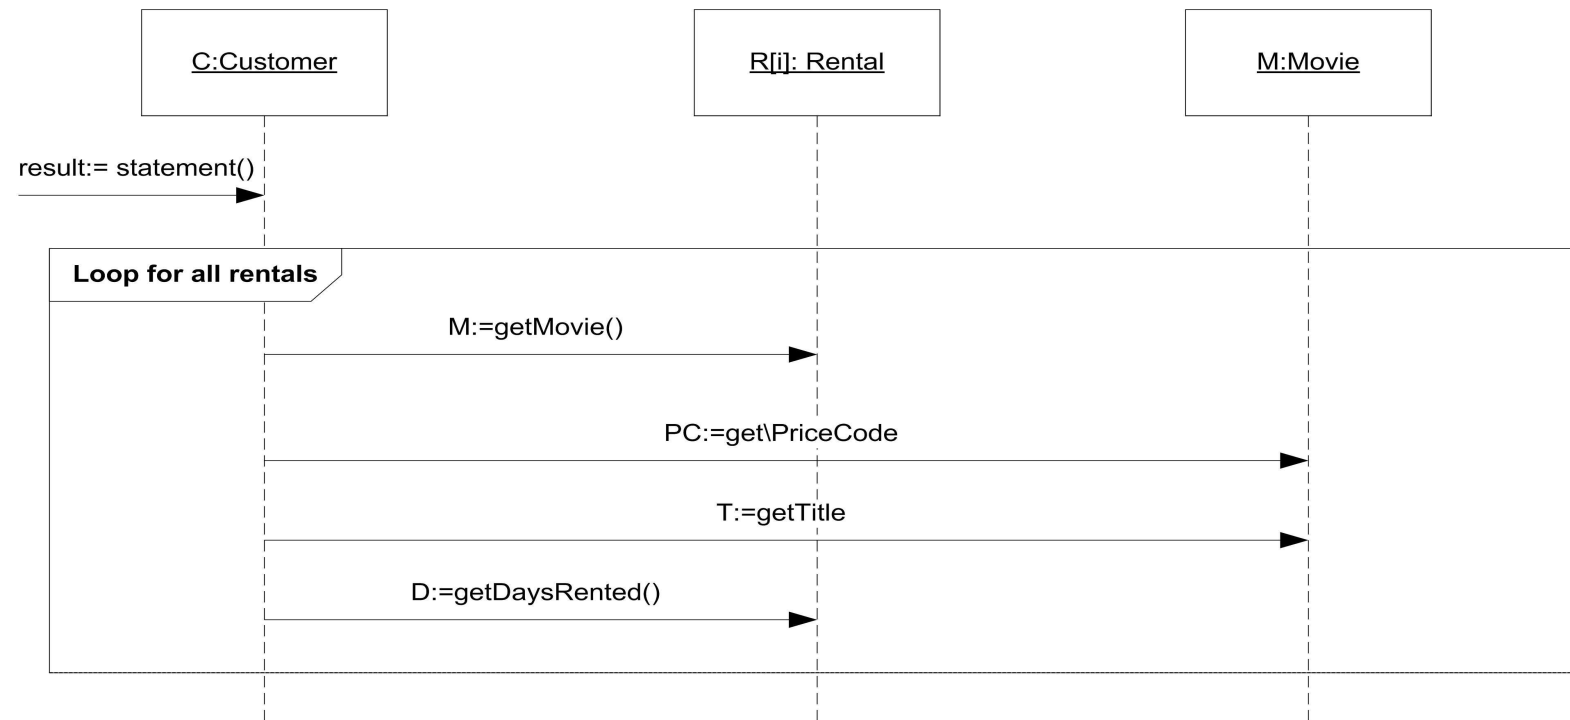 C:Customer
R[i]: Rental
M:Movie
result:= statement()
Loop for all rentals
M:=getMovie()
PC:=get\PriceCode
T:=getTitle
D:=getDaysRented()